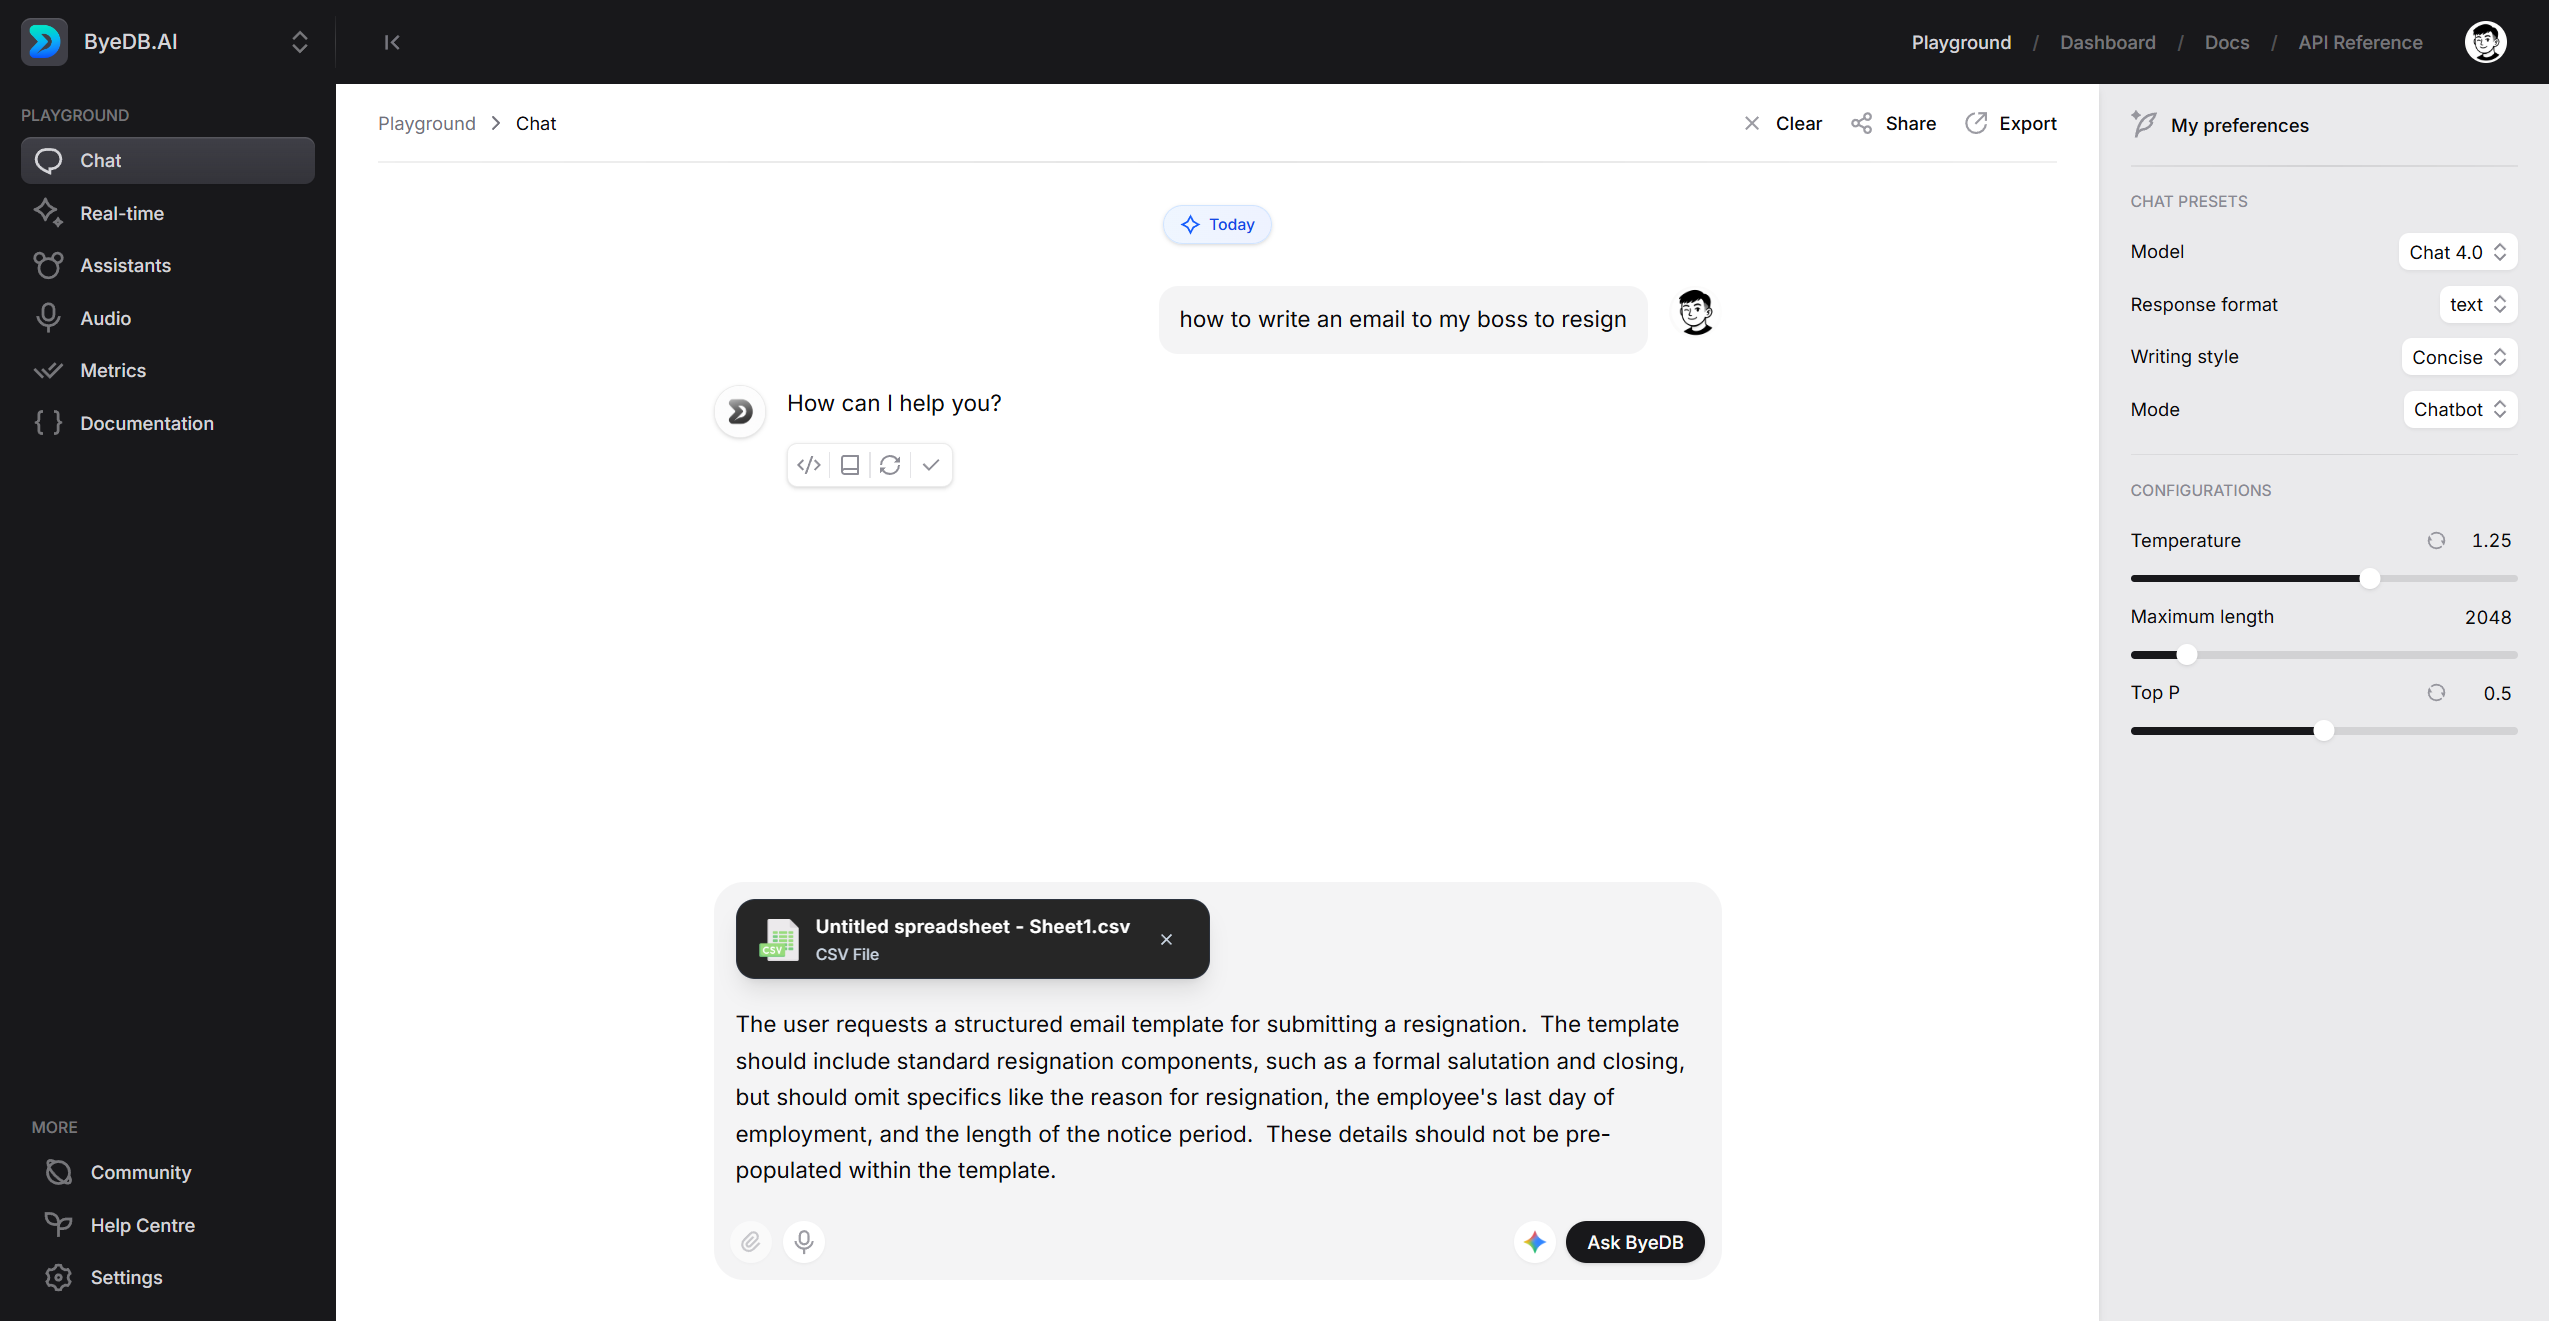 ByeDB.AI
Playground / Dashboard / Docs / API Reference
PLAYGROUND
Chat
Real-time
Assistants
Audio
Metrics
Documentation
MORE
Community
Help Centre
Settings
Playground > Chat
Clear
Share
Export
Today
how to write an email to my boss to resign
How can I help you?
CSV
Untitled spreadsheet - Sheet1.csv
CSV File
The user requests a structured email template for submitting a resignation.  The template
should include standard resignation components, such as a formal salutation and closing,
but should omit specifics like the reason for resignation, the employee's last day of
employment, and the length of the notice period.  These details should not be pre-
populated within the template.
Ask ByeDB
My preferences
CHAT PRESETS
Model Chat 4.0
Response format text
Writing style Concise
Mode Chatbot
CONFIGURATIONS
Temperature 1.25
Maximum length 2048
Top P 0.5